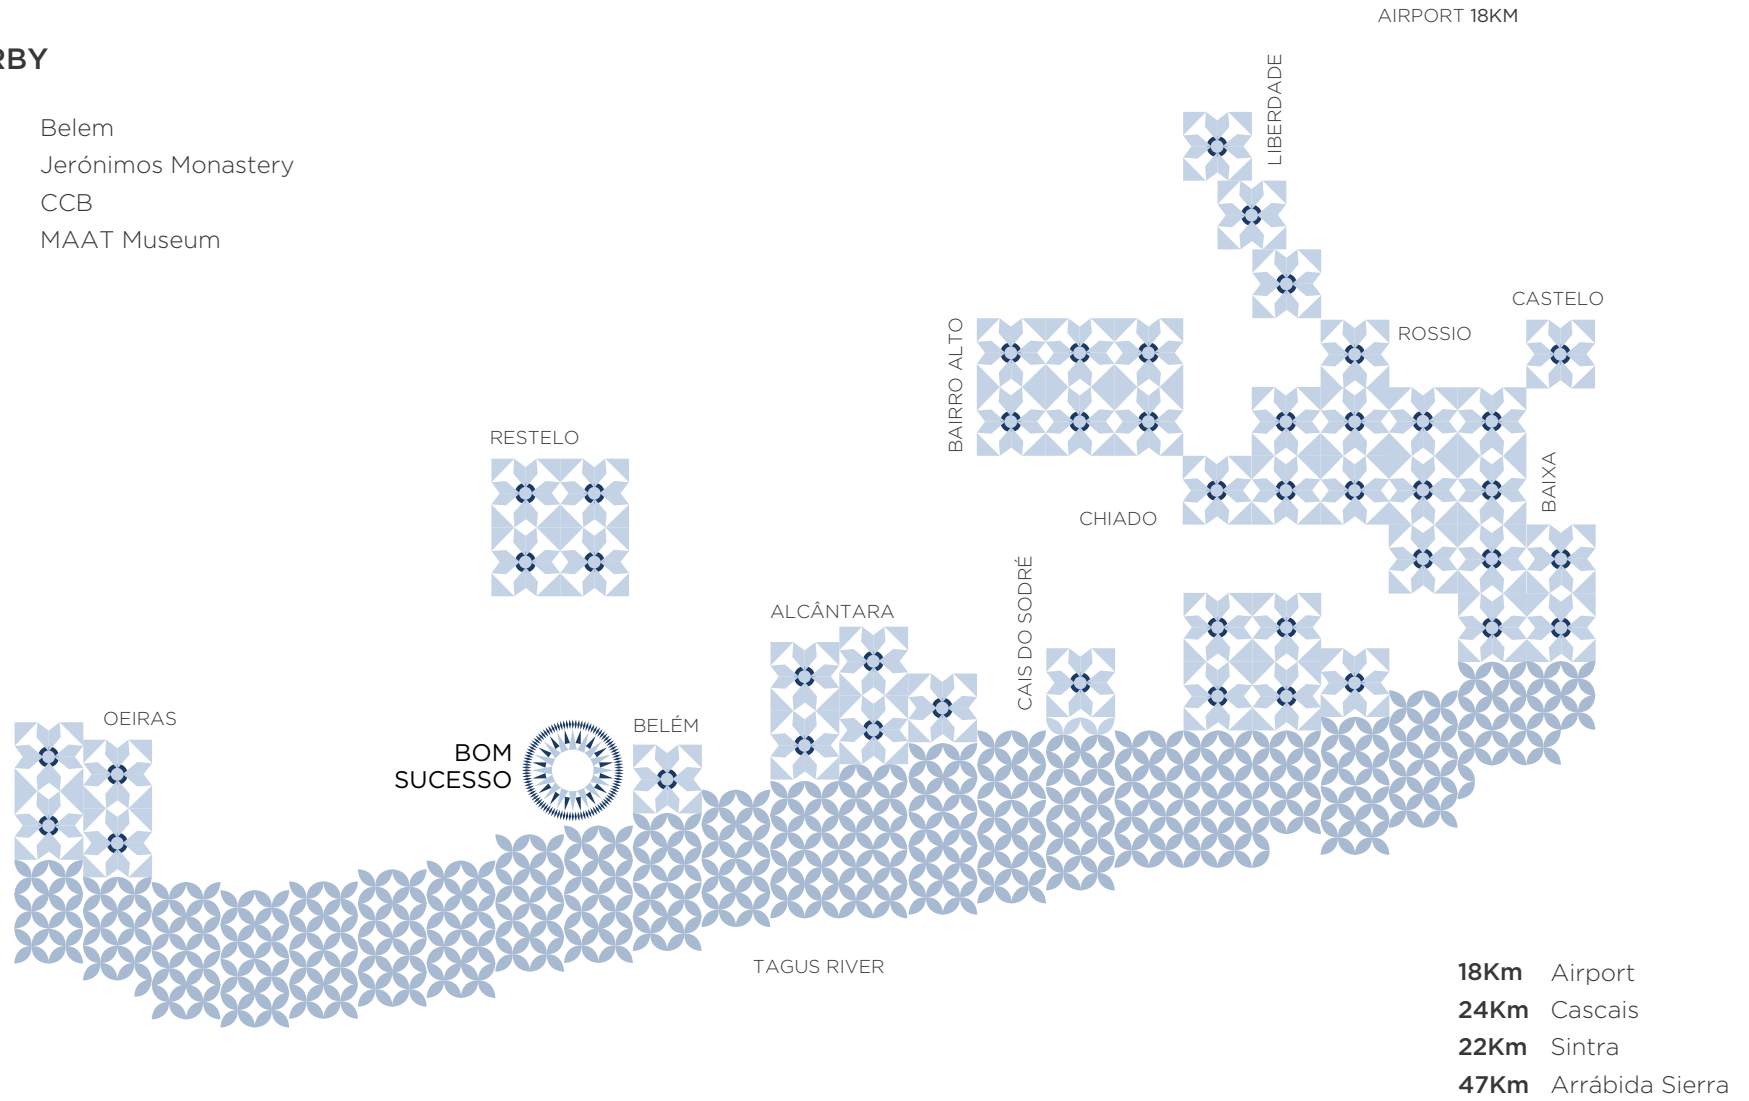 AIRPORT 18KM
RBY
Belem
Jerónimos Monastery
CCB
MAAT Museum
LIBERDADE
CASTELO
ROSSIO
BAIRRO ALTO
RESTELO
BAIXA
CHIADO
CAIS DO SODRÉ
ALCÂNTARA
OEIRAS
BELÉM
BOM
SUCESSO
TAGUS RIVER
18Km Airport
24Km Cascais
22Km Sintra
47Km Arrábida Sierra